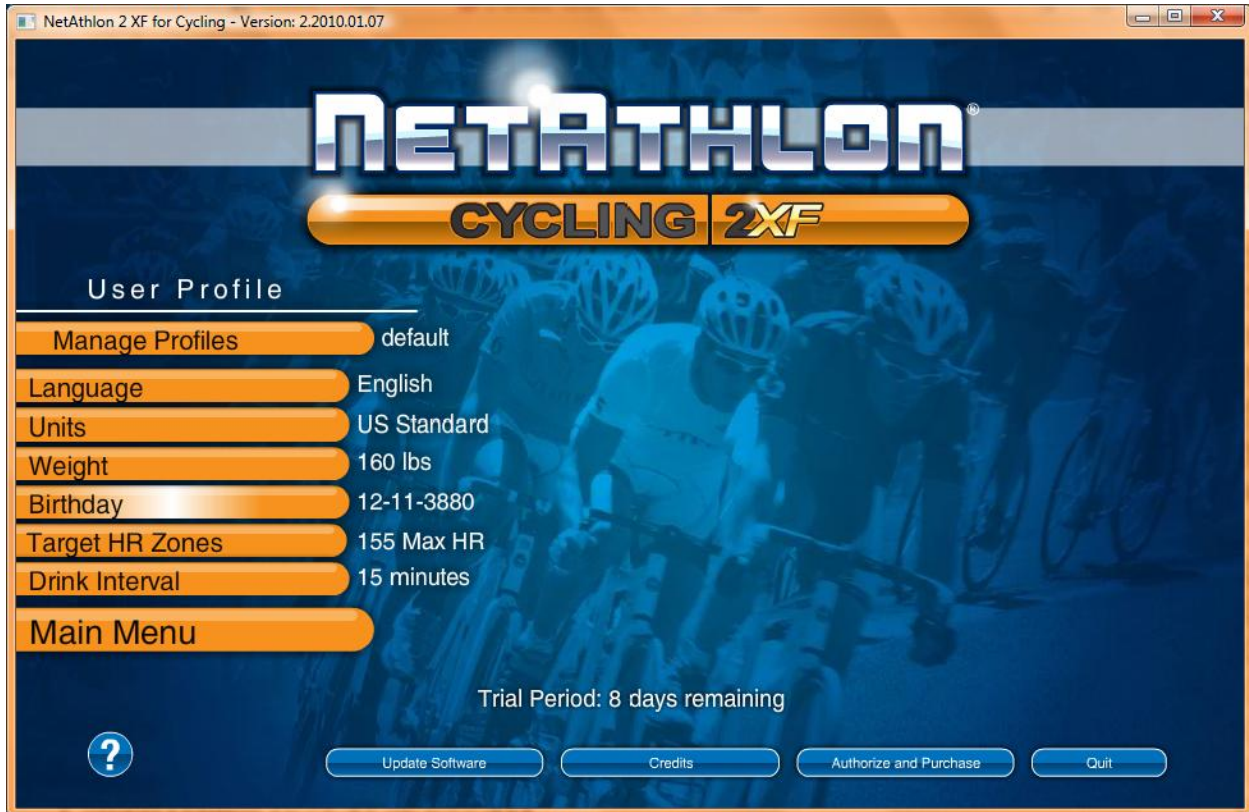 NetAthlon 2 XF for Cycling - Version: 2.2010.01.07
NETATHLON®
CYCLING 2XF
User Profile
Manage Profiles default
Language English
Units US Standard
Weight 160 lbs
Birthday 12-11-3880
Target HR Zones 155 Max HR
Drink Interval 15 minutes
Main Menu
Trial Period: 8 days remaining
? Update Software Credits Authorize and Purchase Quit